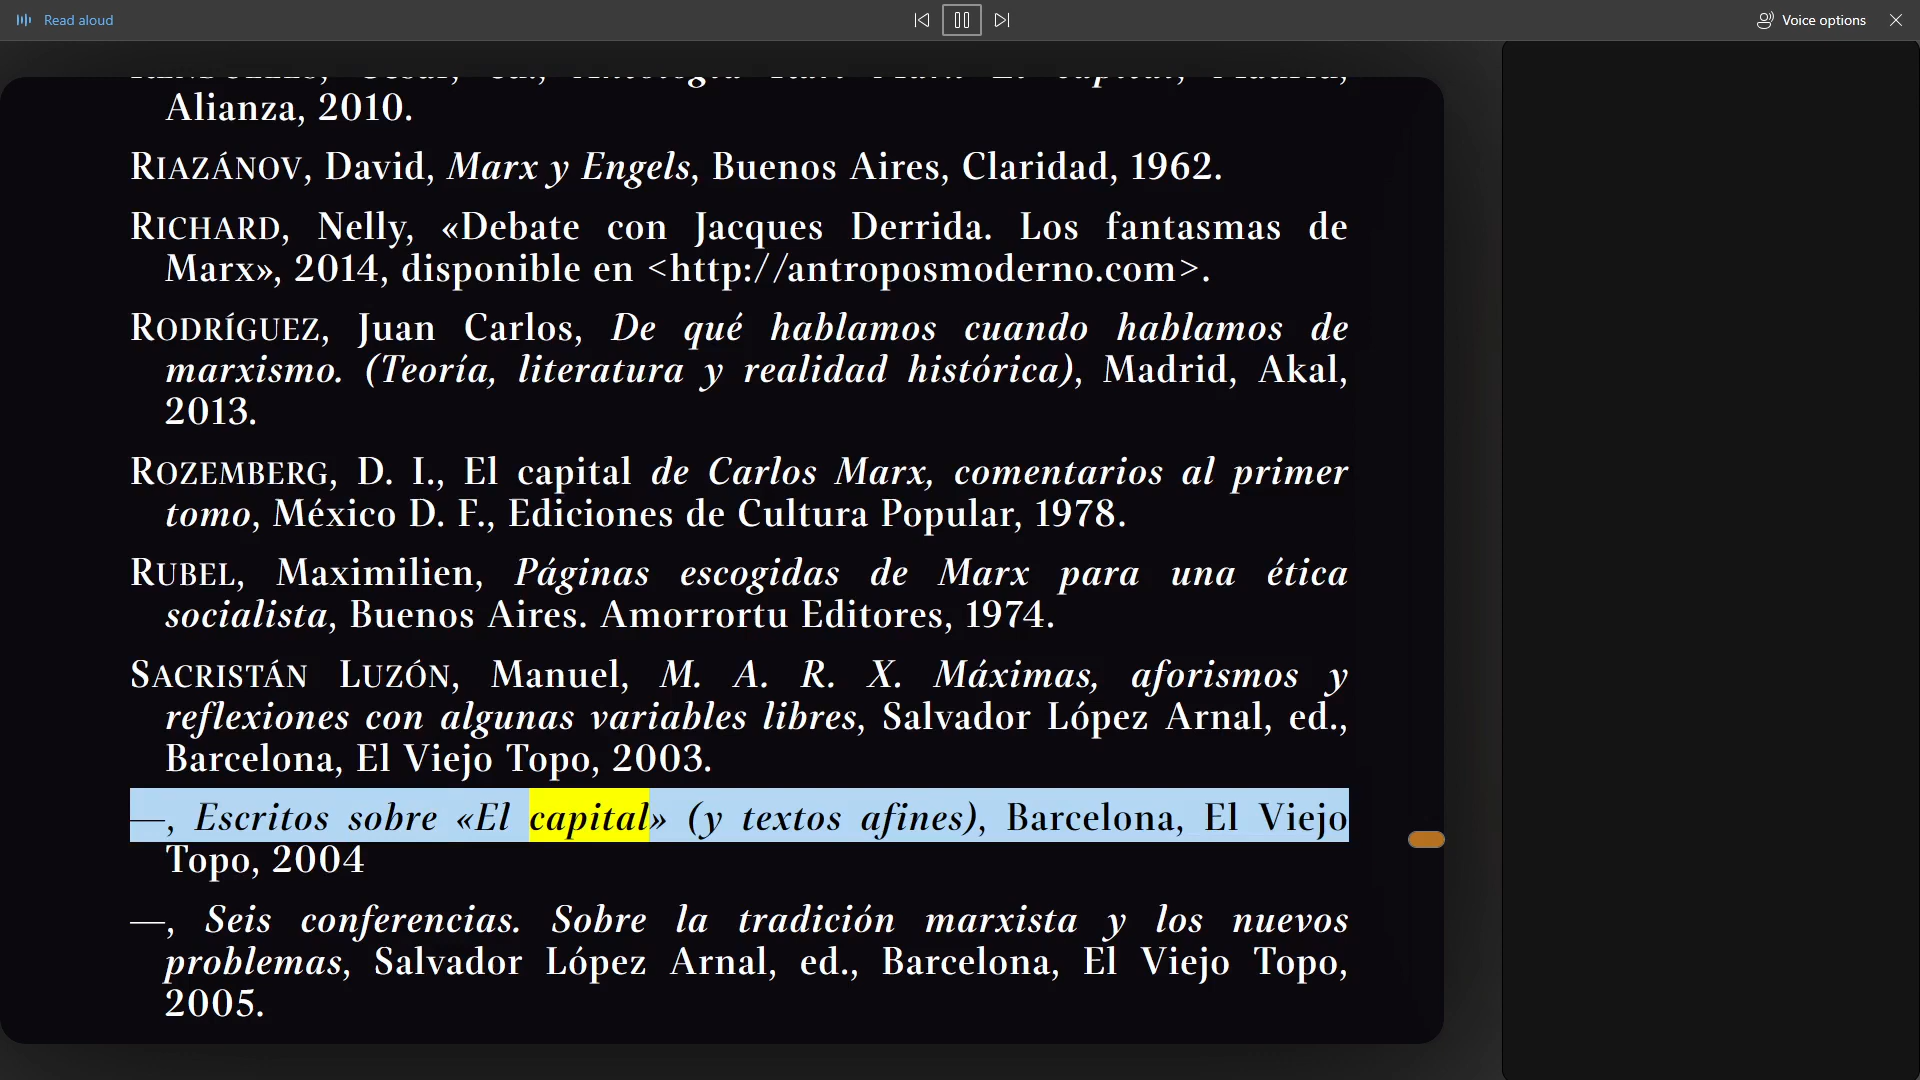 Read aloud
Voice options
Alianza, 2010.
RIAZÁNOV, David, Marx y Engels, Buenos Aires, Claridad, 1962.
RICHARD, Nelly, «Debate con Jacques Derrida. Los fantasmas de
Marx», 2014, disponible en <http://antroposmoderno.com>.
RODRÍGUEZ, Juan Carlos, De qué hablamos cuando hablamos de
marxismo. (Teoría, literatura y realidad histórica), Madrid, Akal,
2013.
ROZEMBERG, D. I., El capital de Carlos Marx, comentarios al primer
tomo, México D. F., Ediciones de Cultura Popular, 1978.
RUBEL, Maximilien, Páginas escogidas de Marx para una ética
socialista, Buenos Aires. Amorrortu Editores, 1974.
SACRISTÁN LUZÓN, Manuel, M. A. R. X. Máximas, aforismos y
reflexiones con algunas variables libres, Salvador López Arnal, ed.,
Barcelona, El Viejo Topo, 2003.
—, Escritos sobre «El capital» (y textos afines), Barcelona, El Viejo
Topo, 2004
—, Seis conferencias. Sobre la tradición marxista y los nuevos
problemas, Salvador López Arnal, ed., Barcelona, El Viejo Topo,
2005.